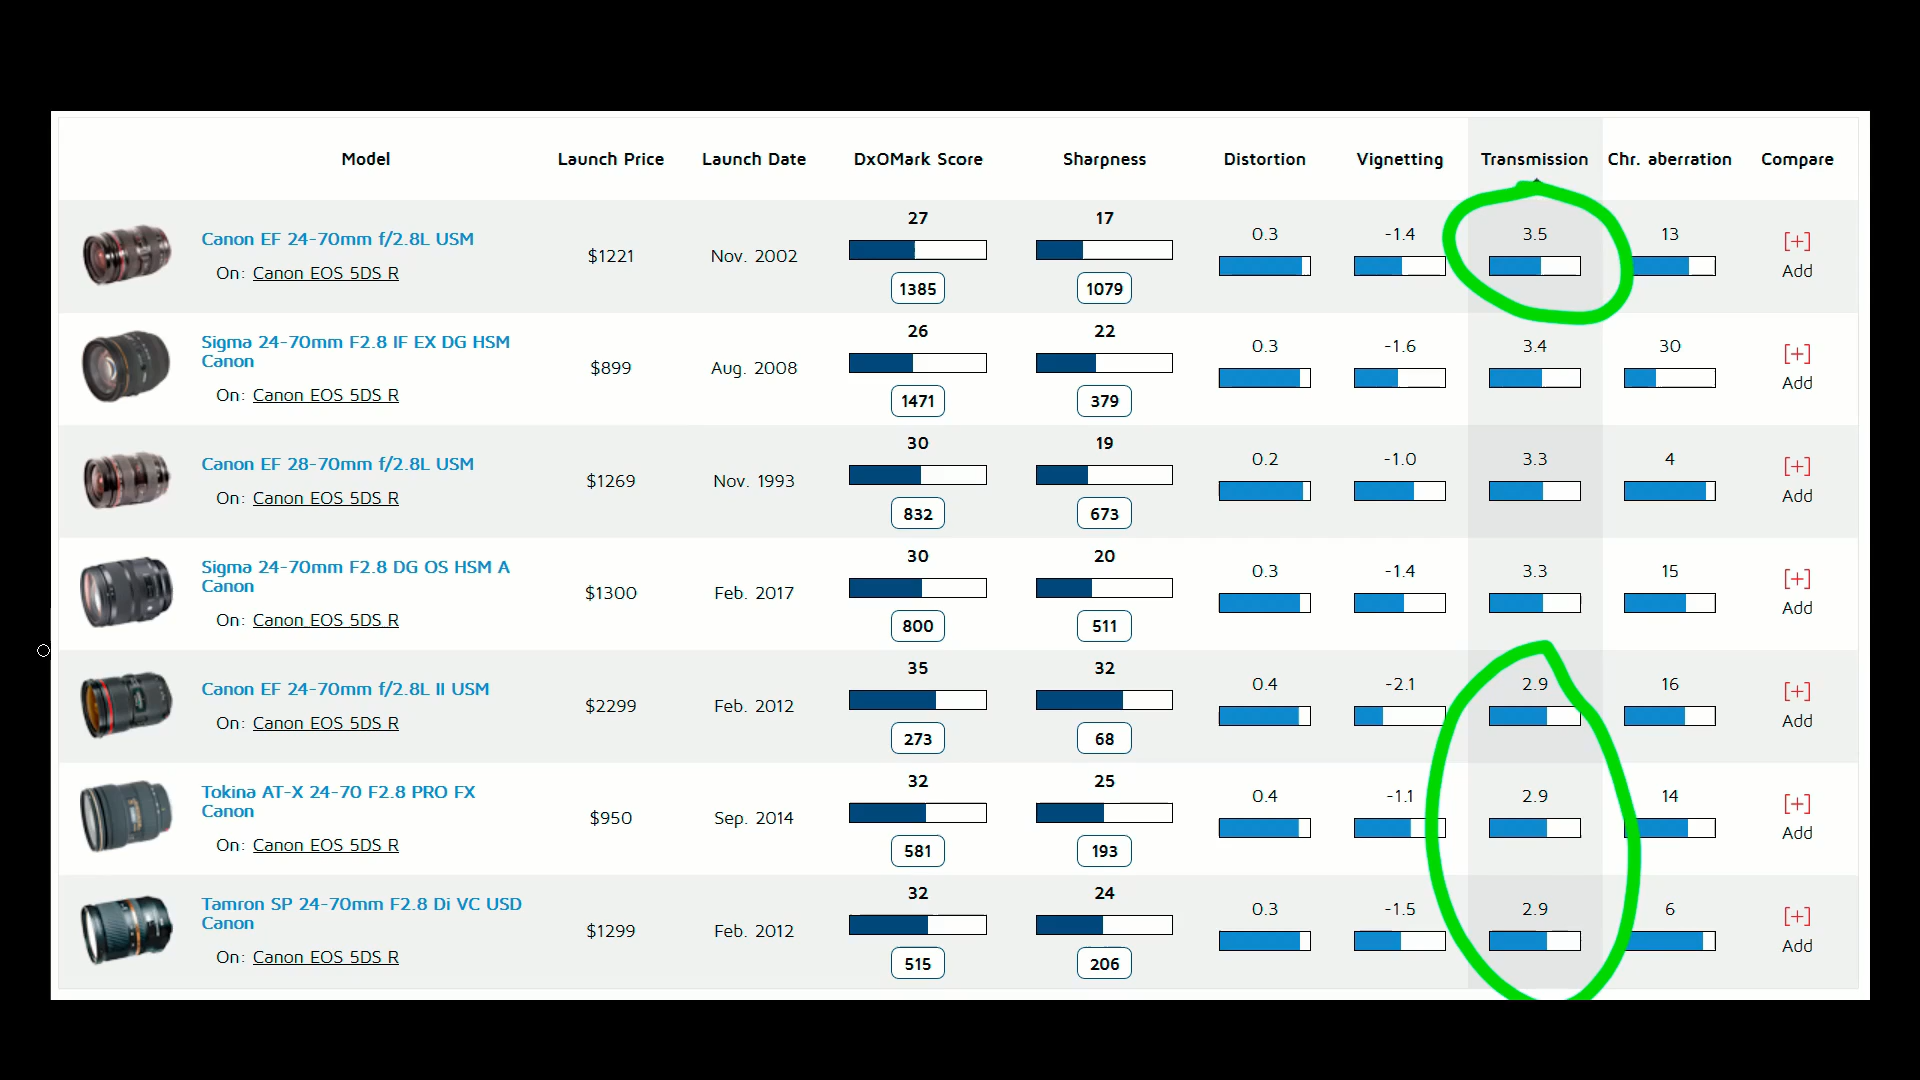 Model Launch Price Launch Date DxOMark Score Sharpness Distortion Vignetting Transmission Chr. aberration Compare
27 17
Canon EF 24-70mm f/2.8L USM 0.3 -1.4 3.5 13 [+]
On: Canon EOS 5DS R $1221 Nov. 2002 Add
1385 1079
26 22
Sigma 24-70mm F2.8 IF EX DG HSM 0.3 -1.6 3.4 30 [+]
Canon $899 Aug. 2008 Add
On: Canon EOS 5DS R 1471 379
30 19
Canon EF 28-70mm f/2.8L USM 0.2 -1.0 3.3 4 [+]
On: Canon EOS 5DS R $1269 Nov. 1993 Add
832 673
30 20
Sigma 24-70mm F2.8 DG OS HSM A 0.3 -1.4 3.3 15 [+]
Canon $1300 Feb. 2017 Add
On: Canon EOS 5DS R 800 511
35 32
Canon EF 24-70mm f/2.8L II USM 0.4 -2.1 2.9 16 [+]
On: Canon EOS 5DS R $2299 Feb. 2012 Add
273 68
32 25
Tokina AT-X 24-70 F2.8 PRO FX 0.4 -1.1 2.9 14 [+]
Canon $950 Sep. 2014 Add
On: Canon EOS 5DS R 581 193
32 24
Tamron SP 24-70mm F2.8 Di VC USD 0.3 -1.5 2.9 6 [+]
Canon $1299 Feb. 2012 Add
On: Canon EOS 5DS R 515 206